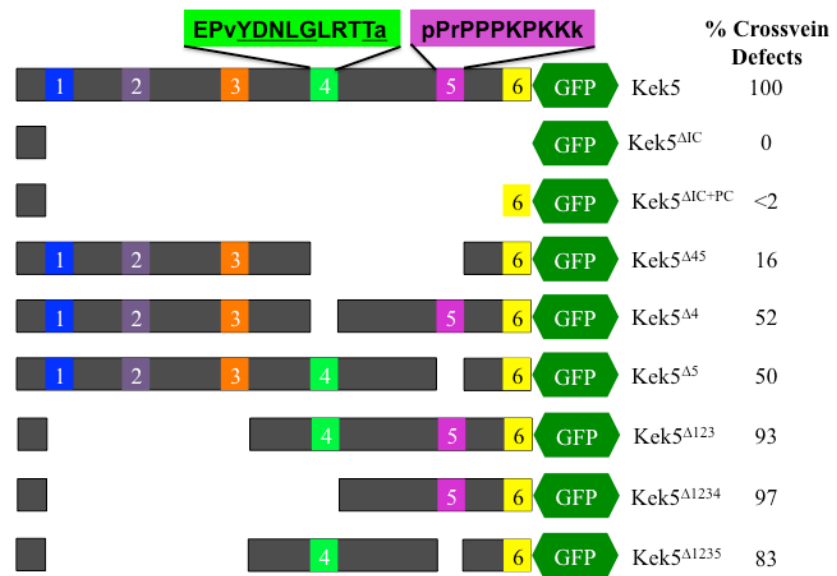 EPvYDNLGLRTTa pPrPPPKPKKk
% Crossvein
Defects
1 2 3 4 5 6 GFP Kek5 100
GFP Kek5ΔIC 0
6 GFP Kek5ΔIC+PC <2
1 2 3 6 GFP Kek5Δ45 16
1 2 3 5 6 GFP Kek5Δ4 52
1 2 3 4 6 GFP Kek5Δ5 50
4 5 6 GFP Kek5Δ123 93
5 6 GFP Kek5Δ1234 97
4 6 GFP Kek5Δ1235 83